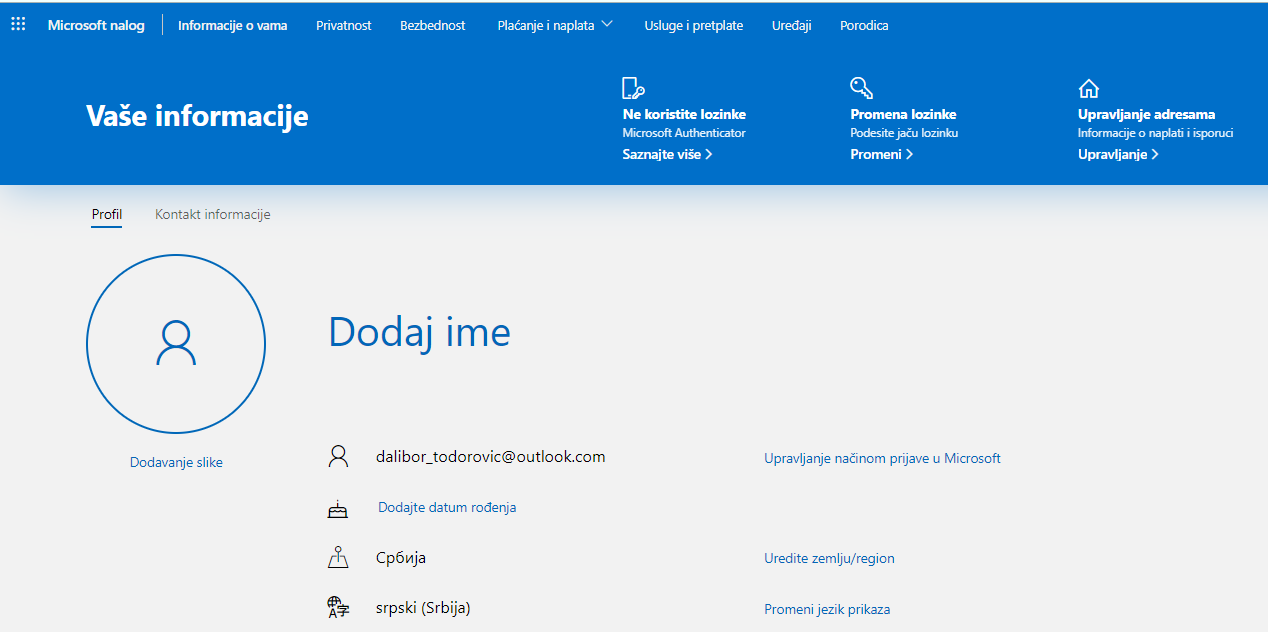 Microsoft nalog
Informacije o vama
Privatnost
Bezbednost
Plaćanje i naplata
Usluge i pretplate
Uređaji
Porodica
Vaše informacije
Ne koristite lozinke
Microsoft Authenticator
Saznajte više
Promena lozinke
Podesite jaču lozinku
Promeni
Upravljanje adresama
Informacije o naplati i isporuci
Upravljanje
Profil
Kontakt informacije
Dodavanje slike
Dodaj ime
dalibor_todorovic@outlook.com
Upravljanje načinom prijave u Microsoft
Dodajte datum rođenja
Србија
Uredite zemlju/region
srpski (Srbija)
Promeni jezik prikaza